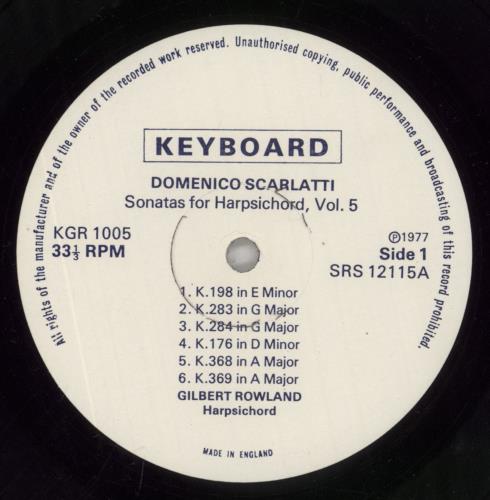 All rights of the manufacturer and of the owner of the recorded work reserved. Unauthorised copying, public performance and broadcasting of this record prohibited.
KEYBOARD
DOMENICO SCARLATTI
Sonatas for Harpsichord, Vol. 5
KGR 1005
33⅓ RPM
Ⓟ1977
Side 1
SRS 12115A
1. K.198 in E Minor
2. K.283 in G Major
3. K.284 in G Major
4. K.176 in D Minor
5. K.368 in A Major
6. K.369 in A Major
GILBERT ROWLAND
Harpsichord
MADE IN ENGLAND